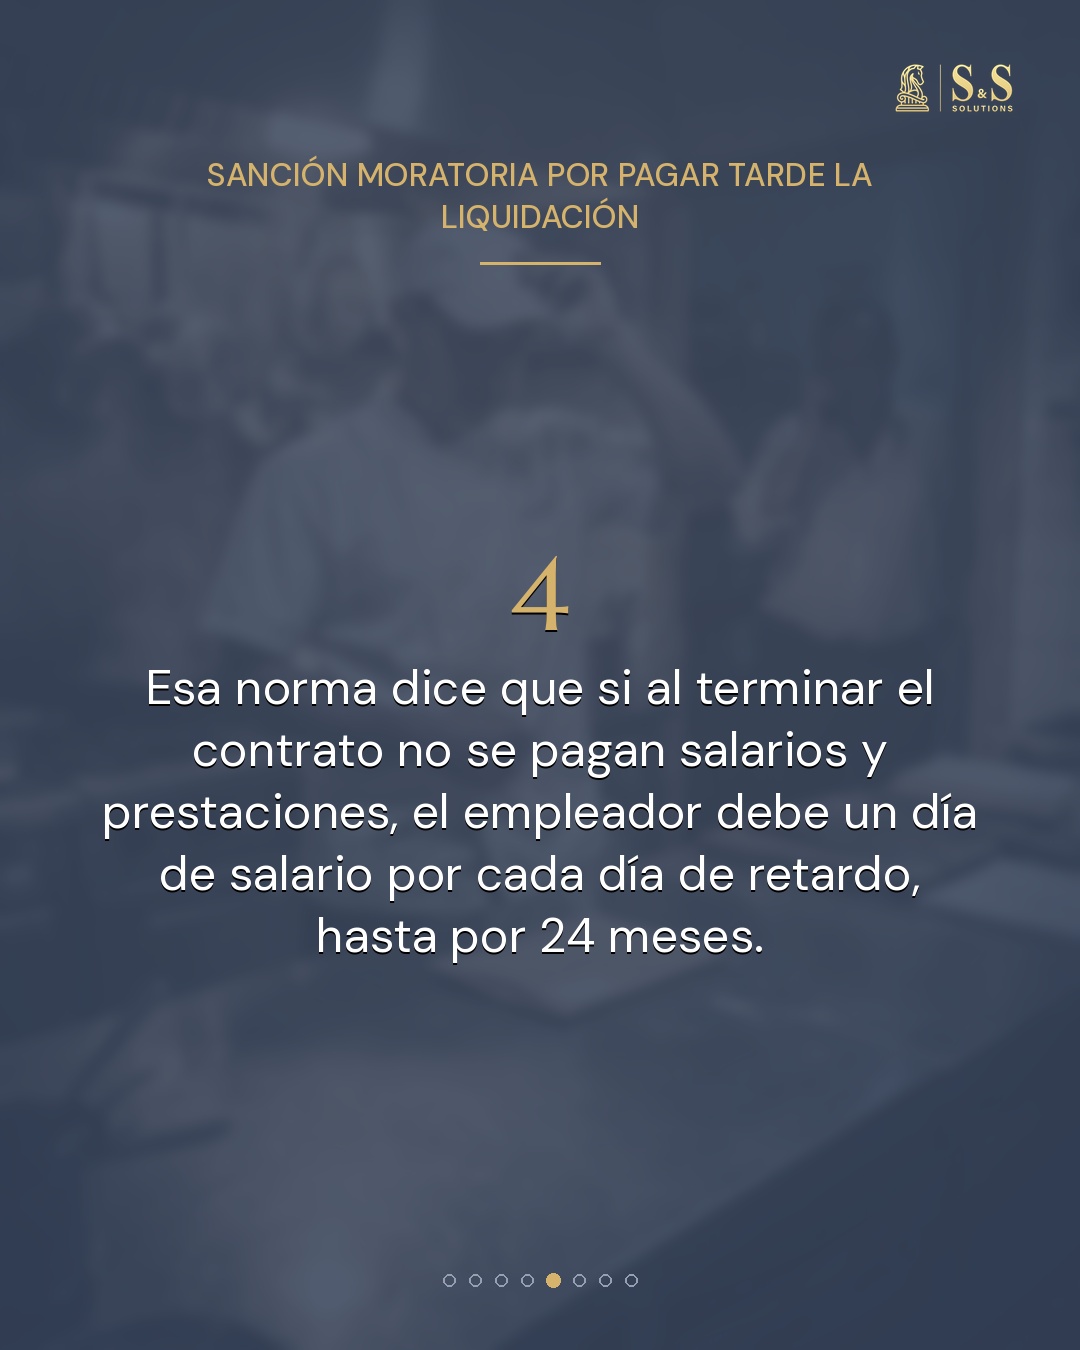 S&S
SOLUTIONS
SANCIÓN MORATORIA POR PAGAR TARDE LA
LIQUIDACIÓN
4
Esa norma dice que si al terminar el
contrato no se pagan salarios y
prestaciones, el empleador debe un día
de salario por cada día de retardo,
hasta por 24 meses.